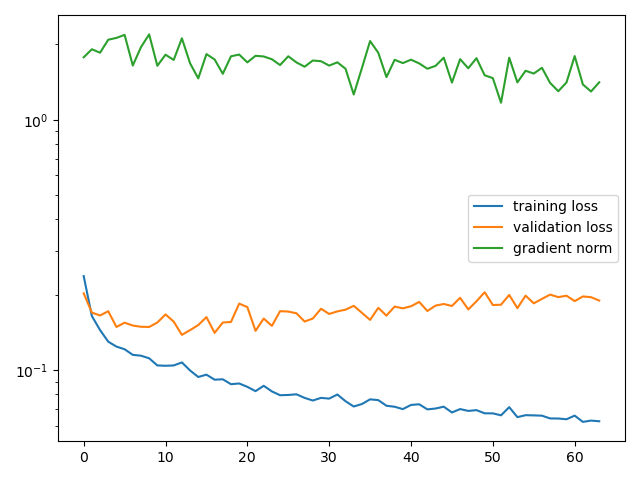 10⁰
10⁻¹
training loss
validation loss
gradient norm
0 10 20 30 40 50 60